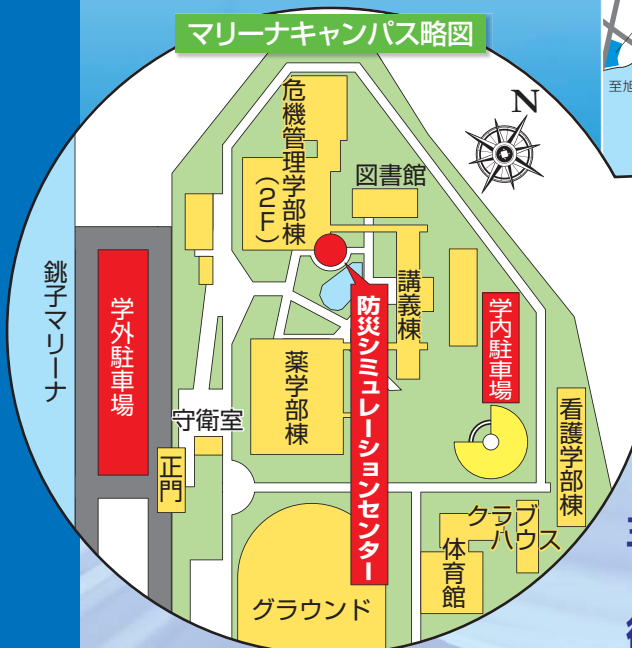 マリーナキャンパス略図
至旭
N
危機管理学部棟
(2F)
図書館
銚子マリーナ
学外駐車場
講義棟
防災シミュレーションセンター
学内駐車場
薬学部棟
守衛室
正門
看護学部棟
クラブ
ハウス
体育館
グラウンド